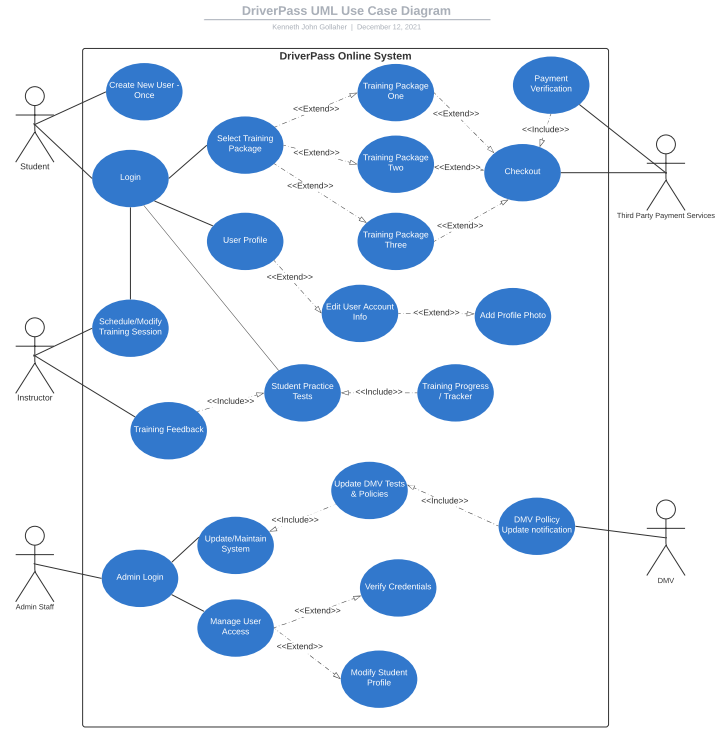 DriverPass UML Use Case Diagram
Kenneth John Gollaher | December 12, 2021
DriverPass Online System
Create New User -
Once
Training Package
One
Payment
Verification
<<Extend>>
<<Extend>>
<<Include>>
Student
Select Training
Package
<<Extend>>
Training Package
Two
<<Extend>>
Checkout
Login
<<Extend>>
Third Party Payment Services
<<Extend>>
User Profile
Training Package
Three
<<Extend>>
Edit User Account
Info
<<Extend>>
Add Profile Photo
Schedule/Modify
Training Session
Instructor
Student Practice
Tests
<<Include>>
Training Progress
/ Tracker
<<Include>>
Training Feedback
Update DMV Tests
& Policies
<<Include>>
<<Include>>
DMV Pollicy
Update notification
Update/Maintain
System
Admin Login
DMV
Admin Staff
Verify Credentials
<<Extend>>
Manage User
Access
<<Extend>>
Modify Student
Profile